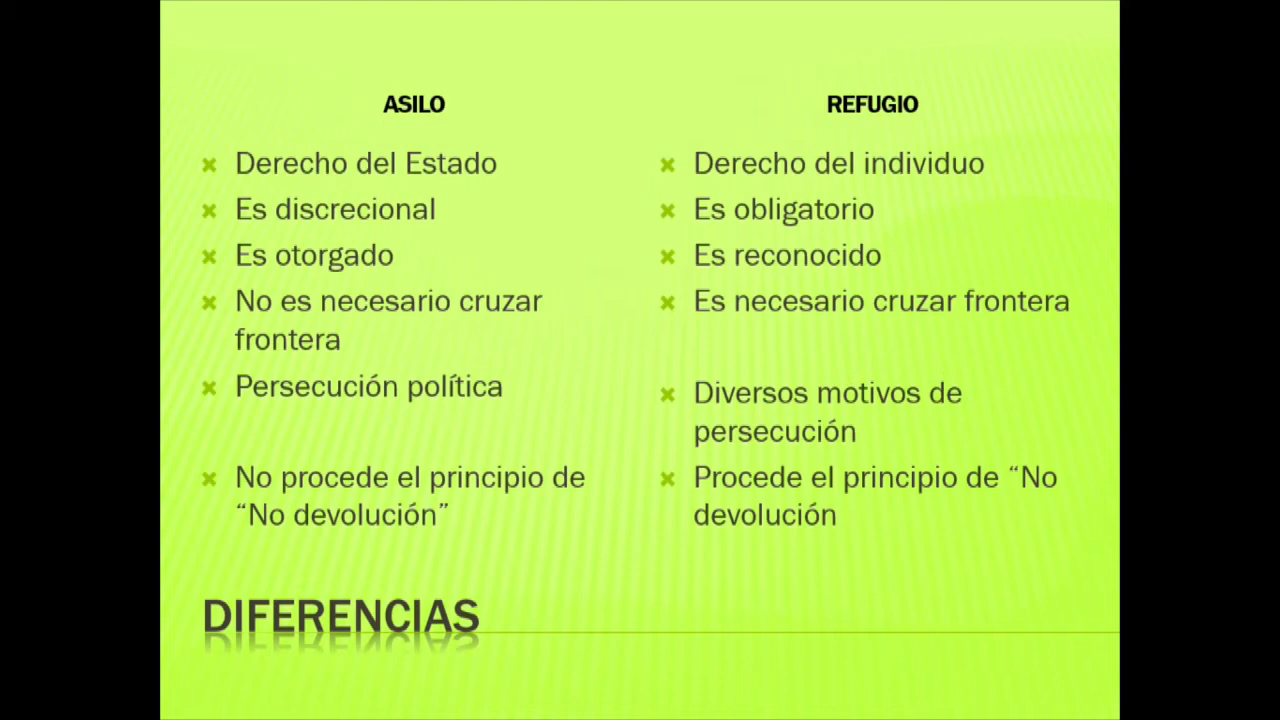 ASILO
Derecho del Estado
Es discrecional
Es otorgado
No es necesario cruzar
frontera
Persecución política
No procede el principio de
“No devolución”
REFUGIO
Derecho del individuo
Es obligatorio
Es reconocido
Es necesario cruzar frontera
Diversos motivos de
persecución
Procede el principio de “No
devolución
DIFERENCIAS